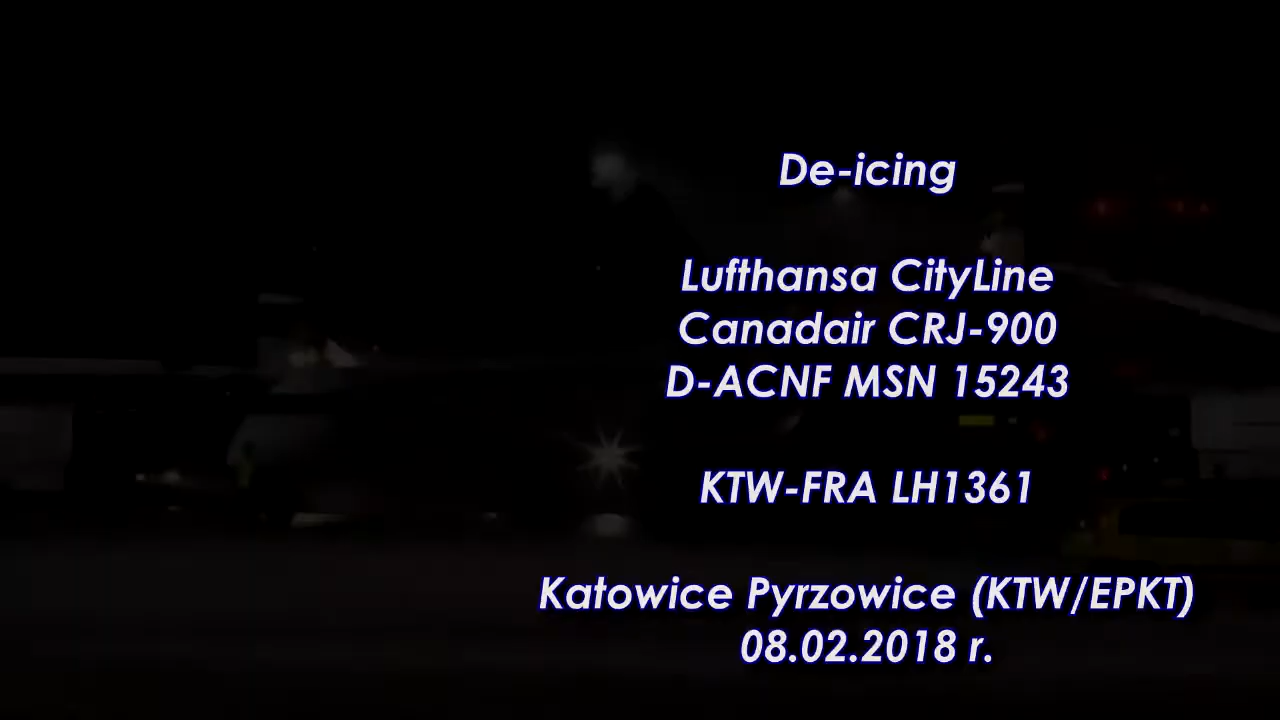 De-icing
Lufthansa CityLine
Canadair CRJ-900
D-ACNF MSN 15243
KTW-FRA LH1361
Katowice Pyrzowice (KTW/EPKT)
08.02.2018 r.